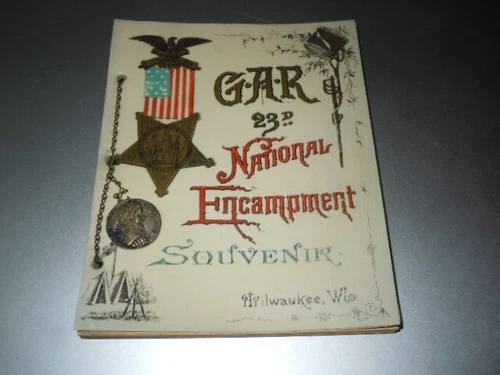 G·A·R
23D
National
Encampment
Souvenir.
Milwaukee, Wis